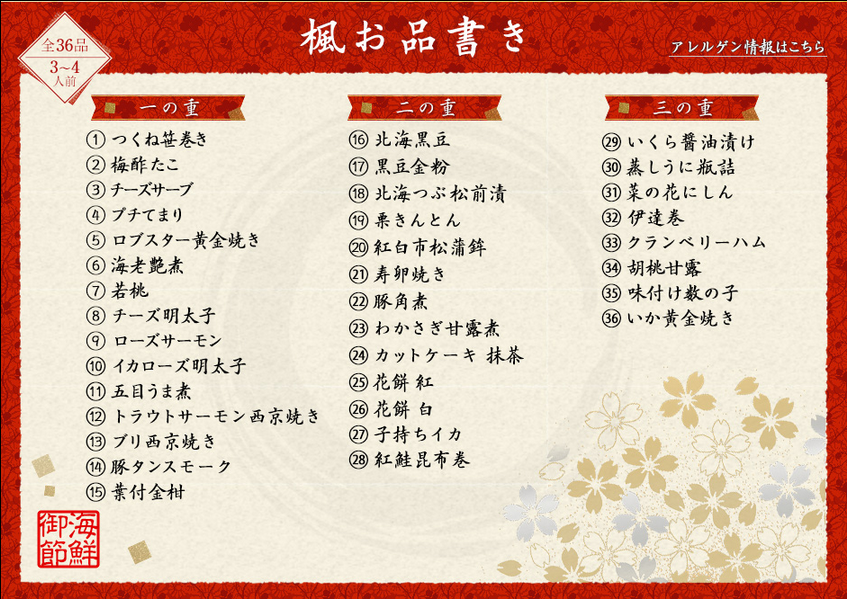 全36品
3〜4
人前
楓お品書き
アレルゲン情報はこちら
一の重
① つくね笹巻き
② 梅酢たこ
③ チーズサーブ
④ プチてまり
⑤ ロブスター黄金焼き
⑥ 海老艶煮
⑦ 若桃
⑧ チーズ明太子
⑨ ローズサーモン
⑩ イカローズ明太子
⑪ 五目うま煮
⑫ トラウトサーモン西京焼き
⑬ ブリ西京焼き
⑭ 豚タンスモーク
⑮ 葉付金柑
二の重
⑯ 北海黒豆
⑰ 黒豆金粉
⑱ 北海つぶ松前漬
⑲ 栗きんとん
⑳ 紅白市松蒲鉾
㉑ 寿卵焼き
㉒ 豚角煮
㉓ わかさぎ甘露煮
㉔ カットケーキ 抹茶
㉕ 花餅 紅
㉖ 花餅 白
㉗ 子持ちイカ
㉘ 紅鮭昆布巻
三の重
㉙ いくら醤油漬け
㉚ 蒸しうに瓶詰
㉛ 菜の花にしん
㉜ 伊達巻
㉝ クランベリーハム
㉞ 胡桃甘露
㉟ 味付け数の子
㊱ いか黄金焼き
海鮮
御節